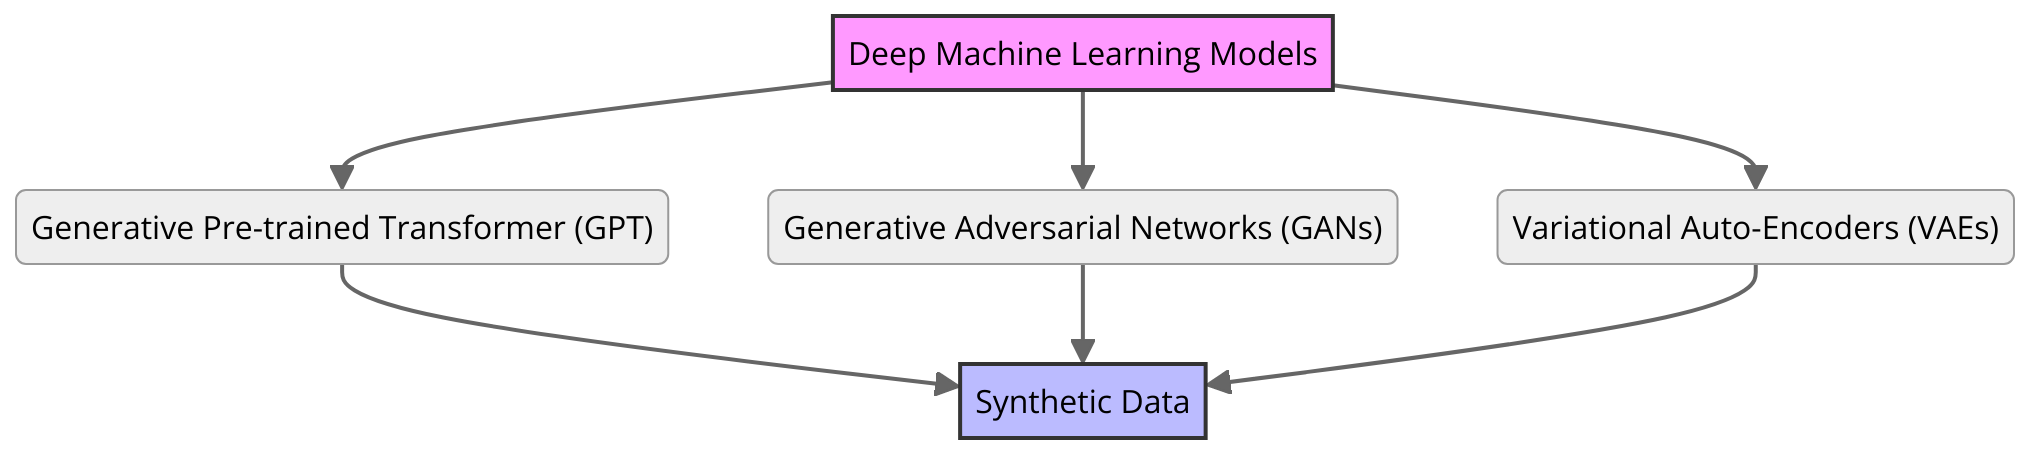 Deep Machine Learning Models
Generative Pre-trained Transformer (GPT)
Generative Adversarial Networks (GANs)
Variational Auto-Encoders (VAEs)
Synthetic Data